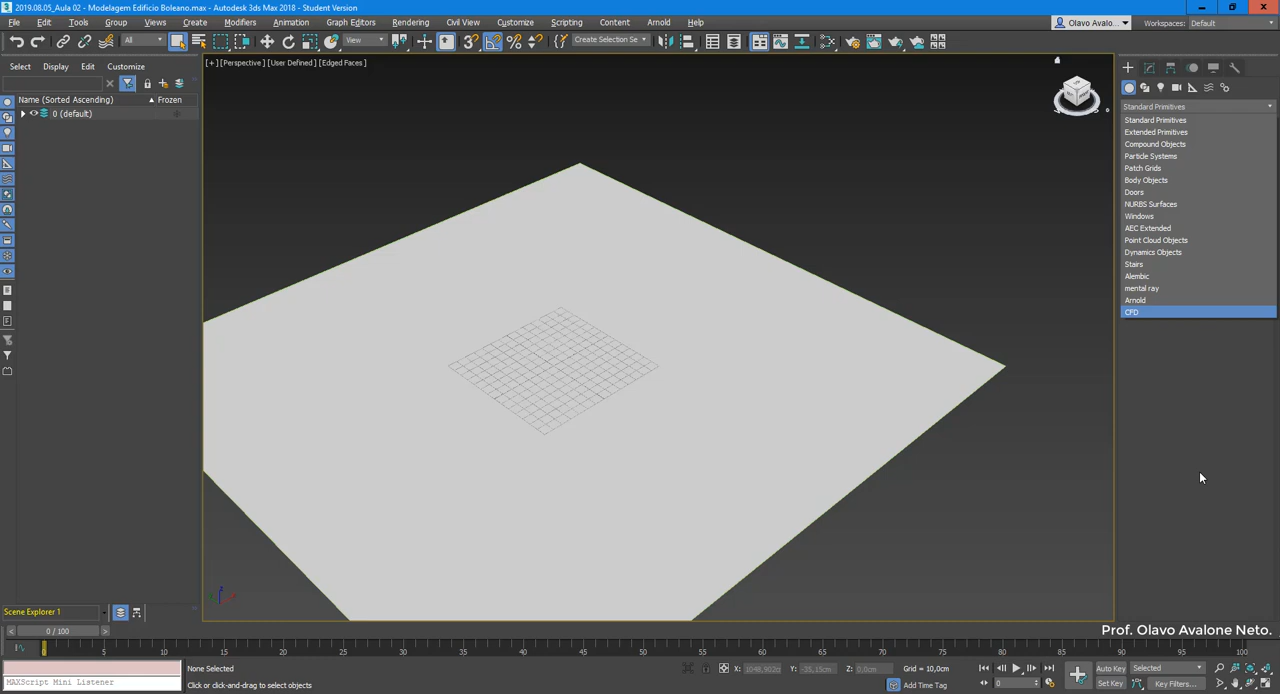 2019.08.05_Aula 02 - Modelagem Edificio Boleano.max - Autodesk 3ds Max 2018 - Student Version
File Edit Tools Group Views Create Modifiers Animation Graph Editors Rendering Civil View Customize Scripting Content Arnold Help
Olavo Avalo... Workspaces: Default
All View Create Selection Se
Select Display Edit Customize
[+] [Perspective] [User Defined] [Edged Faces]
Name (Sorted Ascending) Frozen
0 (default)
Standard Primitives
Standard Primitives
Extended Primitives
Compound Objects
Particle Systems
Patch Grids
Body Objects
Doors
NURBS Surfaces
Windows
AEC Extended
Point Cloud Objects
Dynamics Objects
Stairs
Alembic
mental ray
Arnold
CFD
Scene Explorer 1
0 / 100
Prof. Olavo Avalone Neto.
0 5 10 15 20 25 30 35 40 45 50 55 60 65 70 75 80 85 90 95 100
None Selected
X: 1048,902c Y: -35,15cm Z: 0,0cm Grid = 10,0cm
Auto Key Selected
MAXScript Mini Listener
Click or click-and-drag to select objects
Add Time Tag
0
Set Key Key Filters...